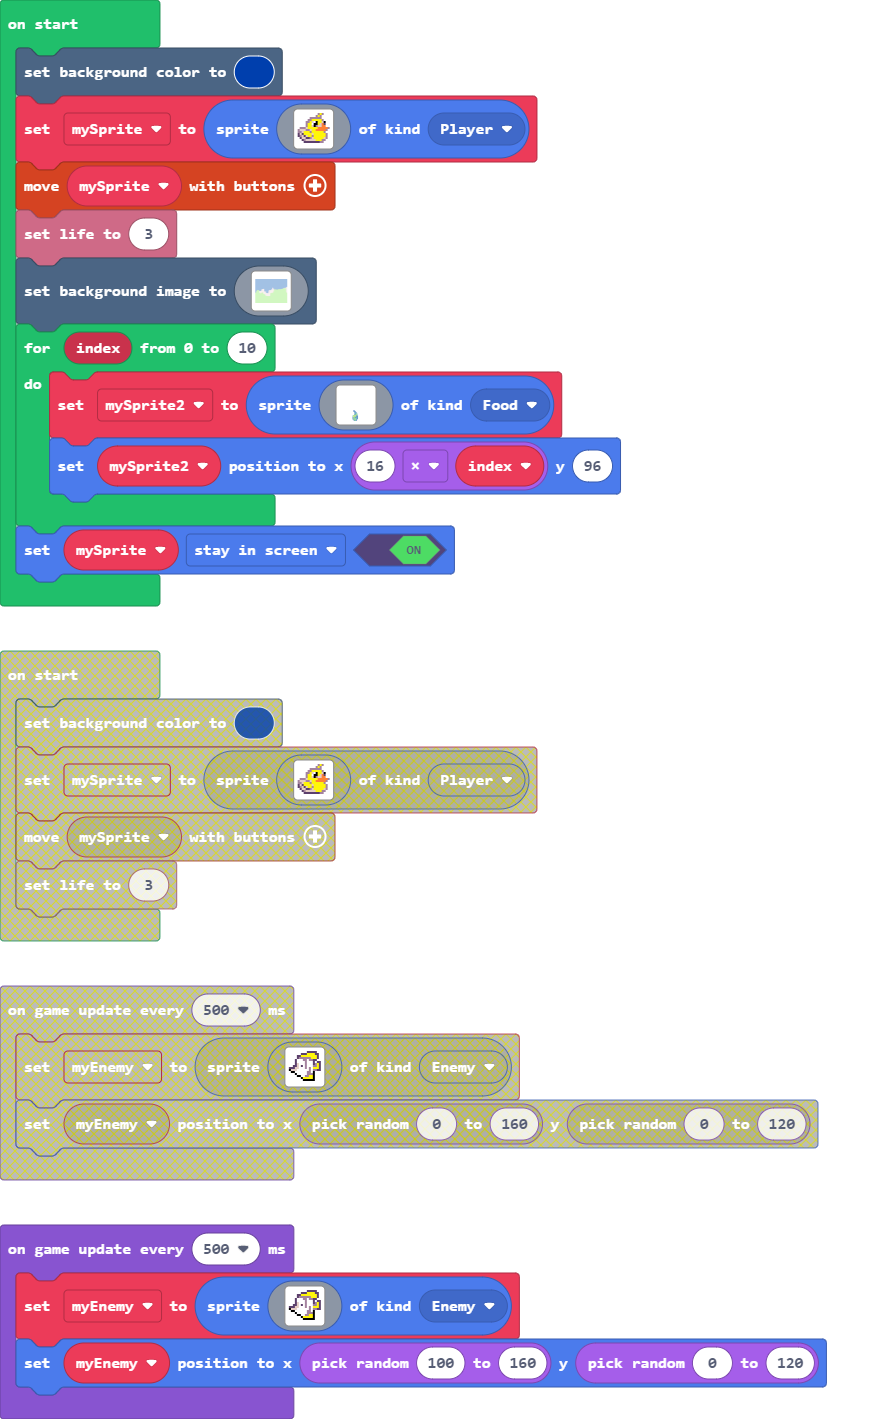 on start
set background color to
set mySprite to sprite of kind Player
move mySprite with buttons
set life to 3
set background image to
for index from 0 to 10
do
set mySprite2 to sprite of kind Food
set mySprite2 position to x 16 × index y 96
set mySprite stay in screen ON
on start
set background color to
set mySprite to sprite of kind Player
move mySprite with buttons
set life to 3
on game update every 500 ms
set myEnemy to sprite of kind Enemy
set myEnemy position to x pick random 0 to 160 y pick random 0 to 120
on game update every 500 ms
set myEnemy to sprite of kind Enemy
set myEnemy position to x pick random 100 to 160 y pick random 0 to 120